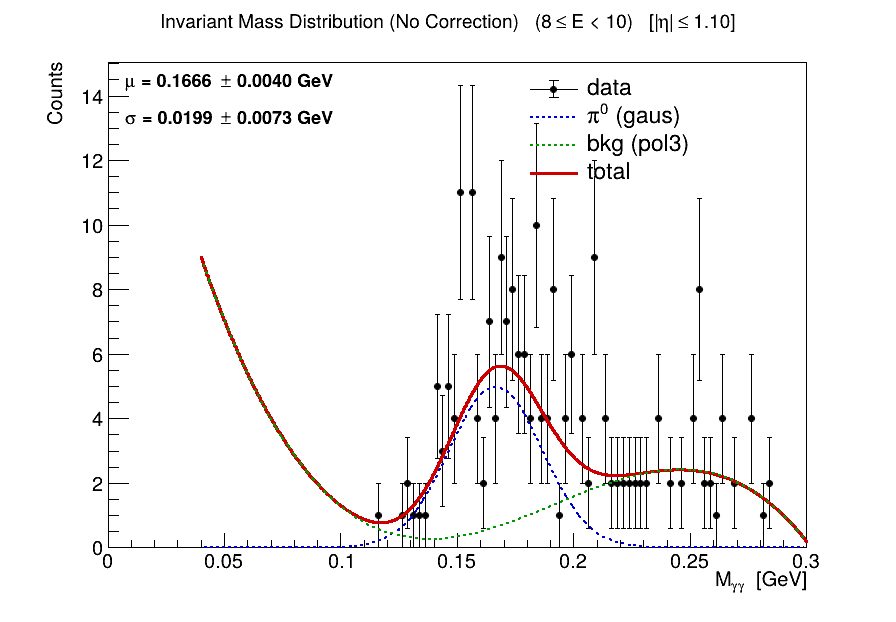 Invariant Mass Distribution (No Correction) (8 ≤ E < 10) [|η| ≤ 1.10]
μ = 0.1666 ± 0.0040 GeV
σ = 0.0199 ± 0.0073 GeV
data
π⁰ (gaus)
bkg (pol3)
total
Counts
14
12
10
8
6
4
2
0
0 0.05 0.1 0.15 0.2 0.25 0.3
Mγγ [GeV]